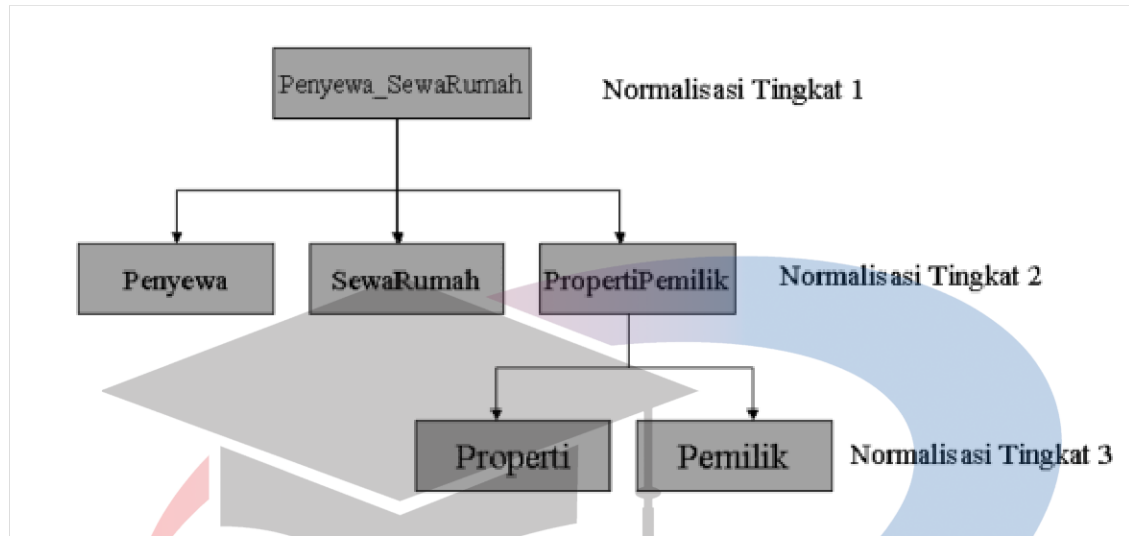 Penyewa_SewaRumah
Normalisasi Tingkat 1
Penyewa
SewaRumah
PropertiPemilik
Normalisasi Tingkat 2
Properti
Pemilik
Normalisasi Tingkat 3